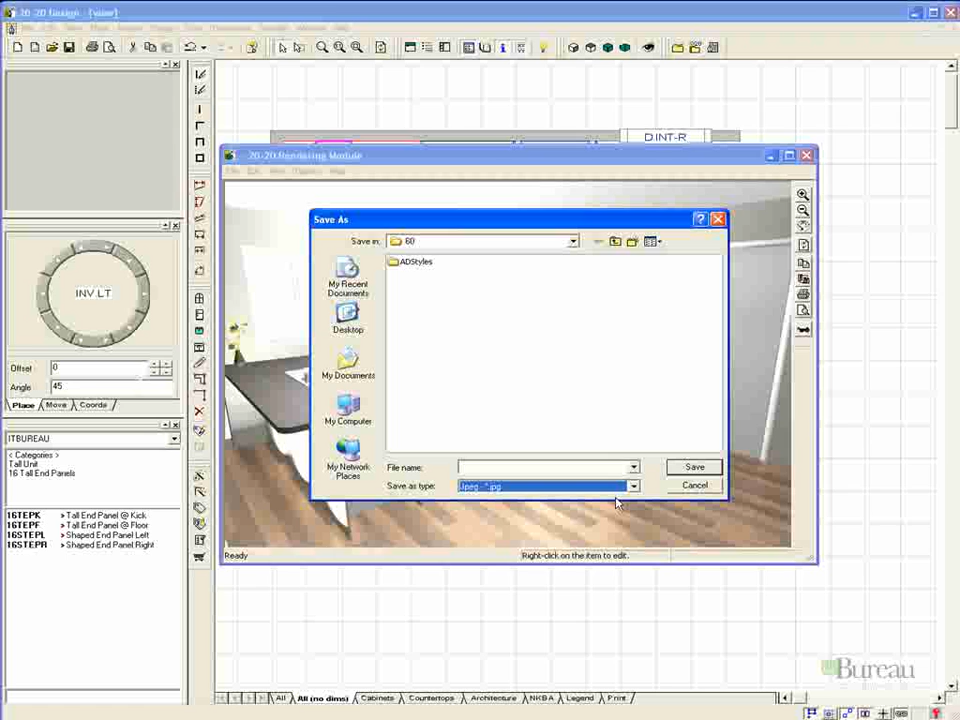 20-20 Design - [view]
D.INT-R
20-20 Rendering Module
Save As
Save in: 60
ADStyles
My Recent
Documents
Desktop
My Documents
My Computer
My Network
Places
File name:
Save
Save as type: Jpeg - *.jpg
Cancel
Ready
Right-click on the item to edit.
INV.LT
Offset 0
Angle 45
Place Move Coords
ITBUREAU
< Categories >
Tall Unit
16 Tall End Panels
16TEPK > Tall End Panel @ Kick
16TEPF > Tall End Panel @ Floor
16STEPL > Shaped End Panel Left
16STEPR > Shaped End Panel Right
Bureau
All All (no dims) Cabinets Countertops Architecture NKBA Legend Print